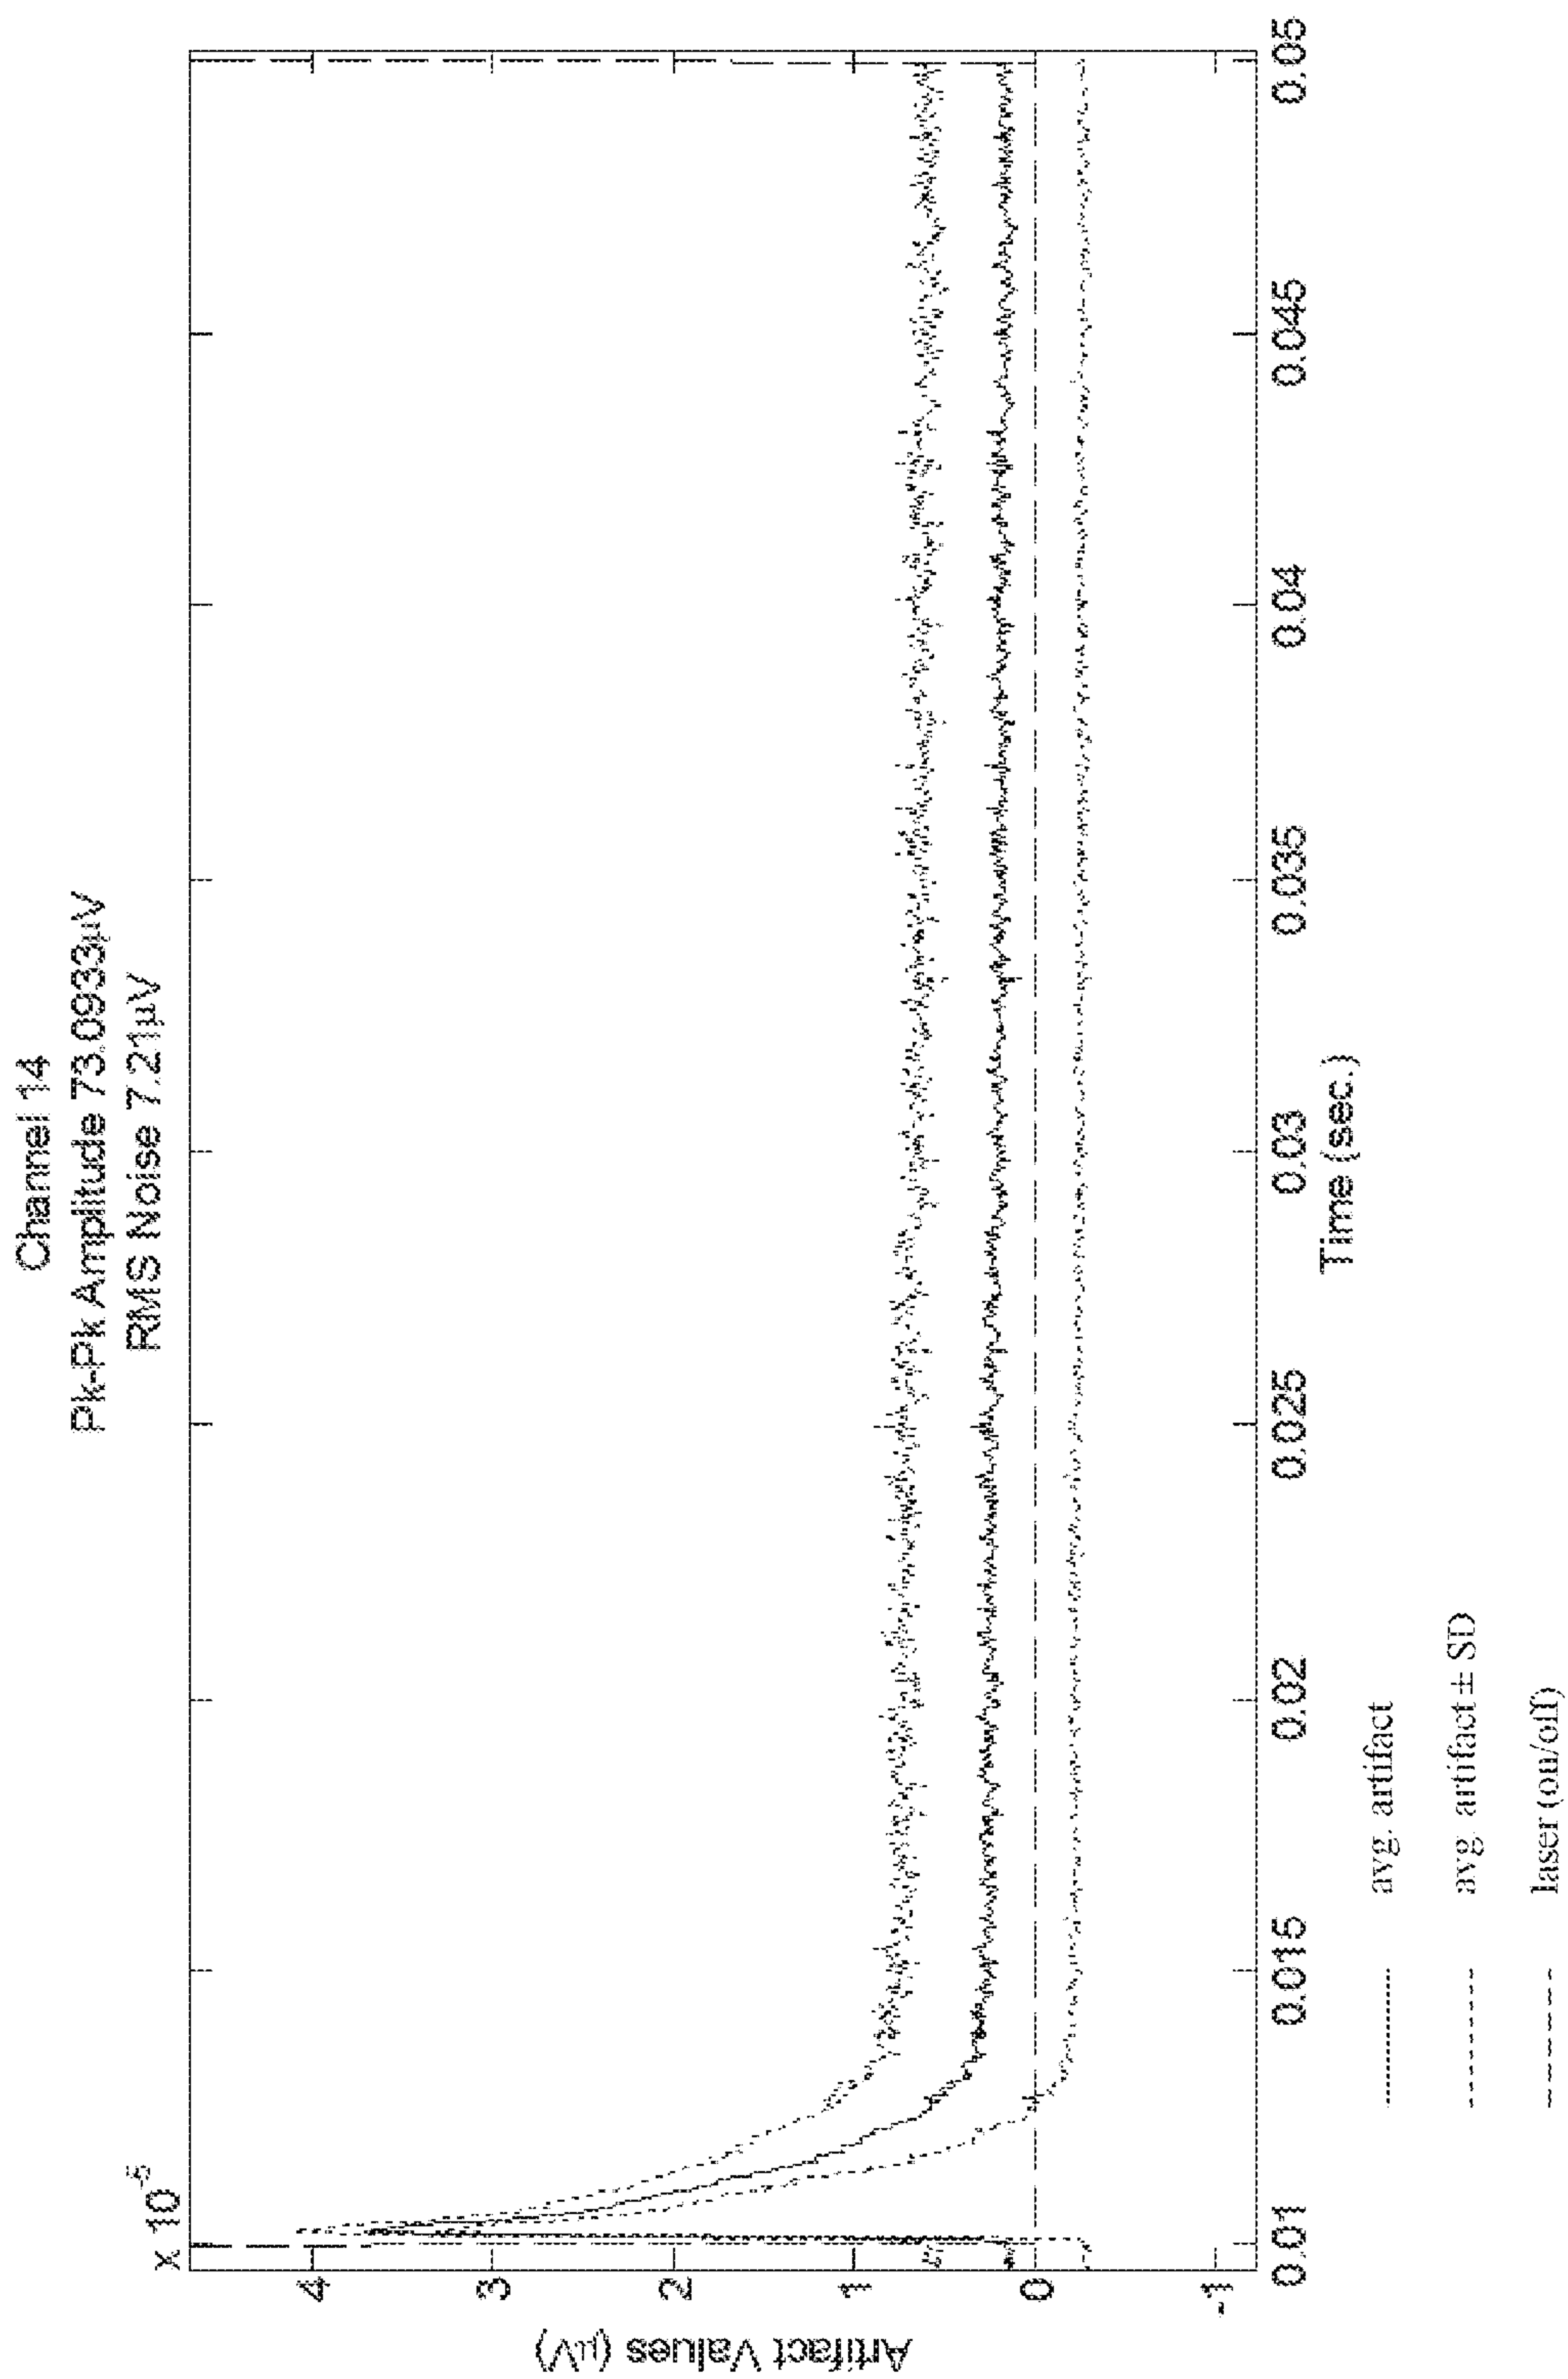 Channel 14
Pk-Pk Amplitude 73.0933µV
RMS Noise 7.21µV
x 10-5
Artifact Values (µV)
4
3
2
1
0
-1
0.01
0.015
0.02
0.025
0.03
0.035
0.04
0.045
0.05
Time (sec.)
avg. artifact
avg. artifact ± SD
laser (on/off)